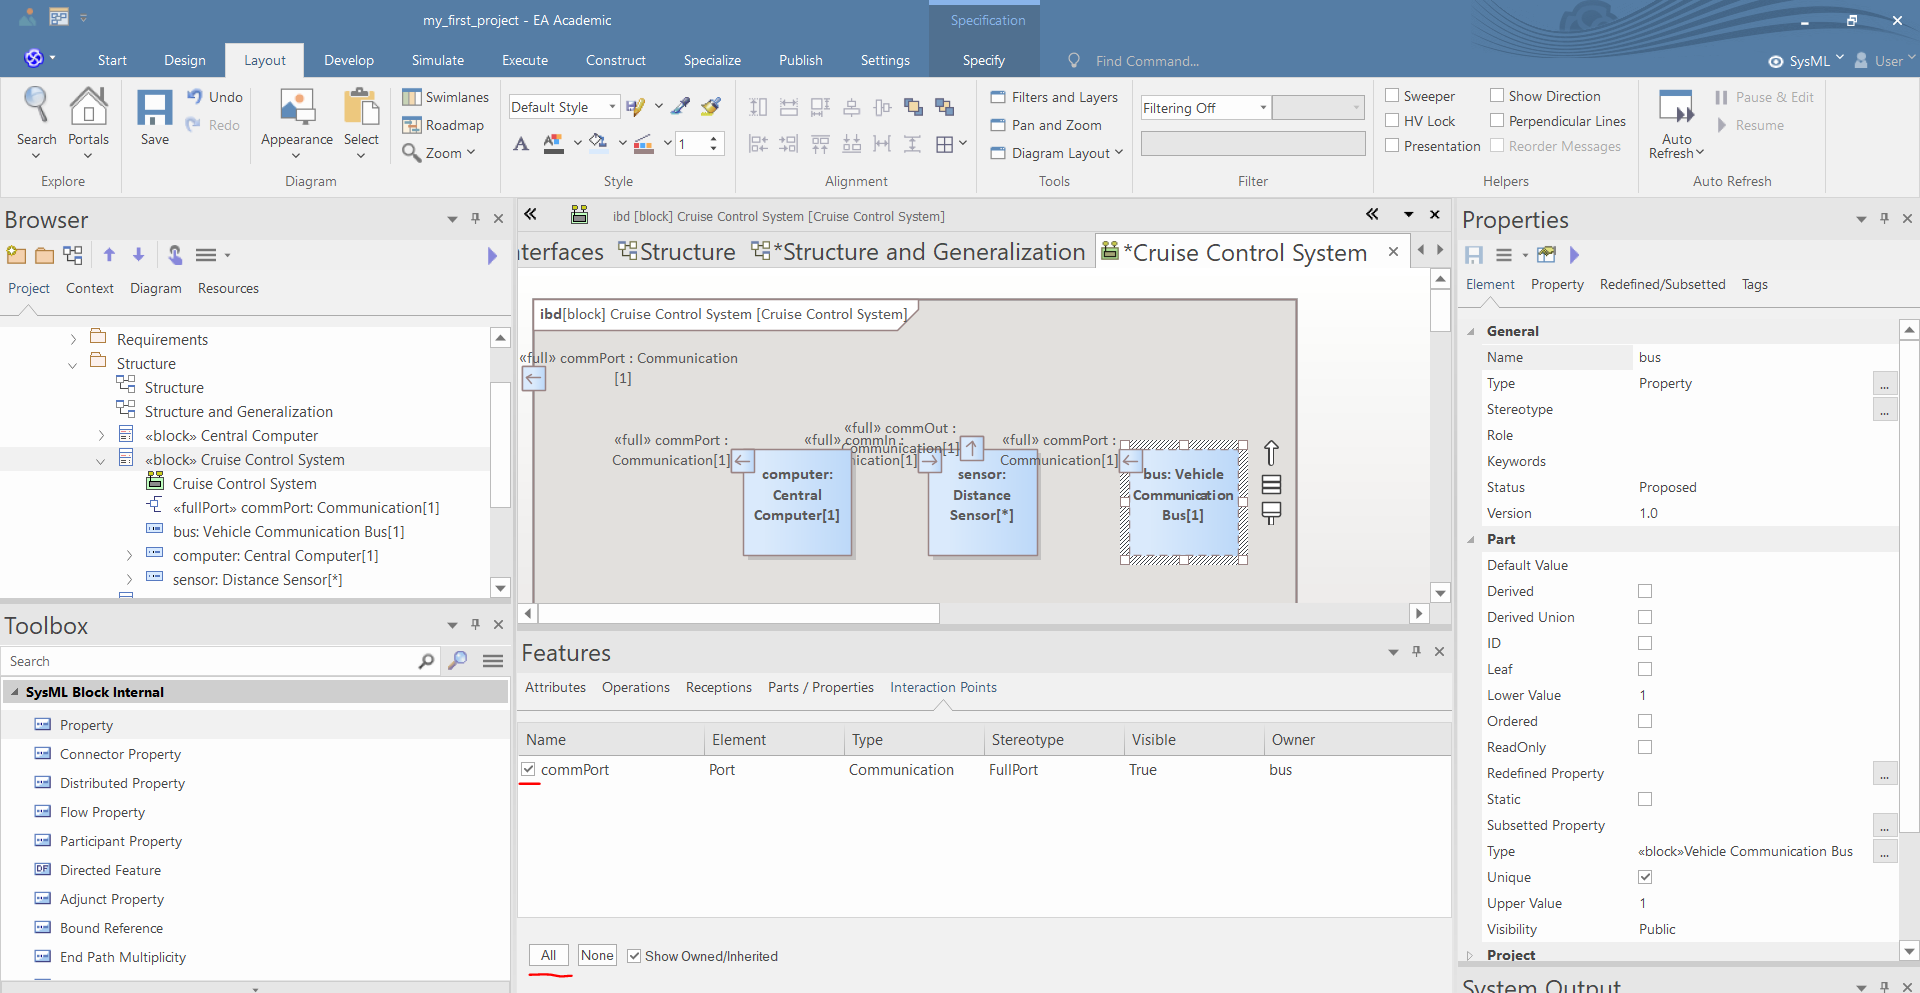 my_first_project - EA Academic
Specification
Start
Design
Layout
Develop
Simulate
Execute
Construct
Specialize
Publish
Settings
Specify
Find Command...
SysML
User
Search
Portals
Explore
Save
Undo
Redo
Appearance
Select
Swimlanes
Roadmap
Zoom
Diagram
Default Style
A
1
Style
Alignment
Filters and Layers
Pan and Zoom
Diagram Layout
Tools
Filtering Off
Filter
Sweeper
HV Lock
Presentation
Show Direction
Perpendicular Lines
Reorder Messages
Helpers
Auto
Refresh
Pause & Edit
Resume
Auto Refresh
Browser
Project
Context
Diagram
Resources
Requirements
Structure
Structure
Structure and Generalization
«block» Central Computer
«block» Cruise Control System
Cruise Control System
«fullPort» commPort: Communication[1]
bus: Vehicle Communication Bus[1]
computer: Central Computer[1]
sensor: Distance Sensor[*]
Toolbox
Search
SysML Block Internal
Property
Connector Property
Distributed Property
Flow Property
Participant Property
DF
Directed Feature
Adjunct Property
Bound Reference
End Path Multiplicity
ibd [block] Cruise Control System [Cruise Control System]
nterfaces
Structure
*Structure and Generalization
*Cruise Control System
ibd[block] Cruise Control System [Cruise Control System]
«full» commPort : Communication
[1]
«full» commPort :
Communication[1]
computer:
Central
Computer[1]
«full» commIn :
nication[1]
«full» commOut :
Communication[1]
sensor:
Distance
Sensor[*]
«full» commPort :
Communication[1]
bus: Vehicle
Communication
Bus[1]
Features
Attributes
Operations
Receptions
Parts / Properties
Interaction Points
Name
Element
Type
Stereotype
Visible
Owner
commPort
Port
Communication
FullPort
True
bus
All
None
Show Owned/Inherited
Properties
Element
Property
Redefined/Subsetted
Tags
General
Name
bus
Type
Property
...
Stereotype
...
Role
Keywords
Status
Proposed
Version
1.0
Part
Default Value
Derived
Derived Union
ID
Leaf
Lower Value
1
Ordered
ReadOnly
Redefined Property
...
Static
Subsetted Property
...
Type
«block»Vehicle Communication Bus
...
Unique
Upper Value
1
Visibility
Public
Project
System Output